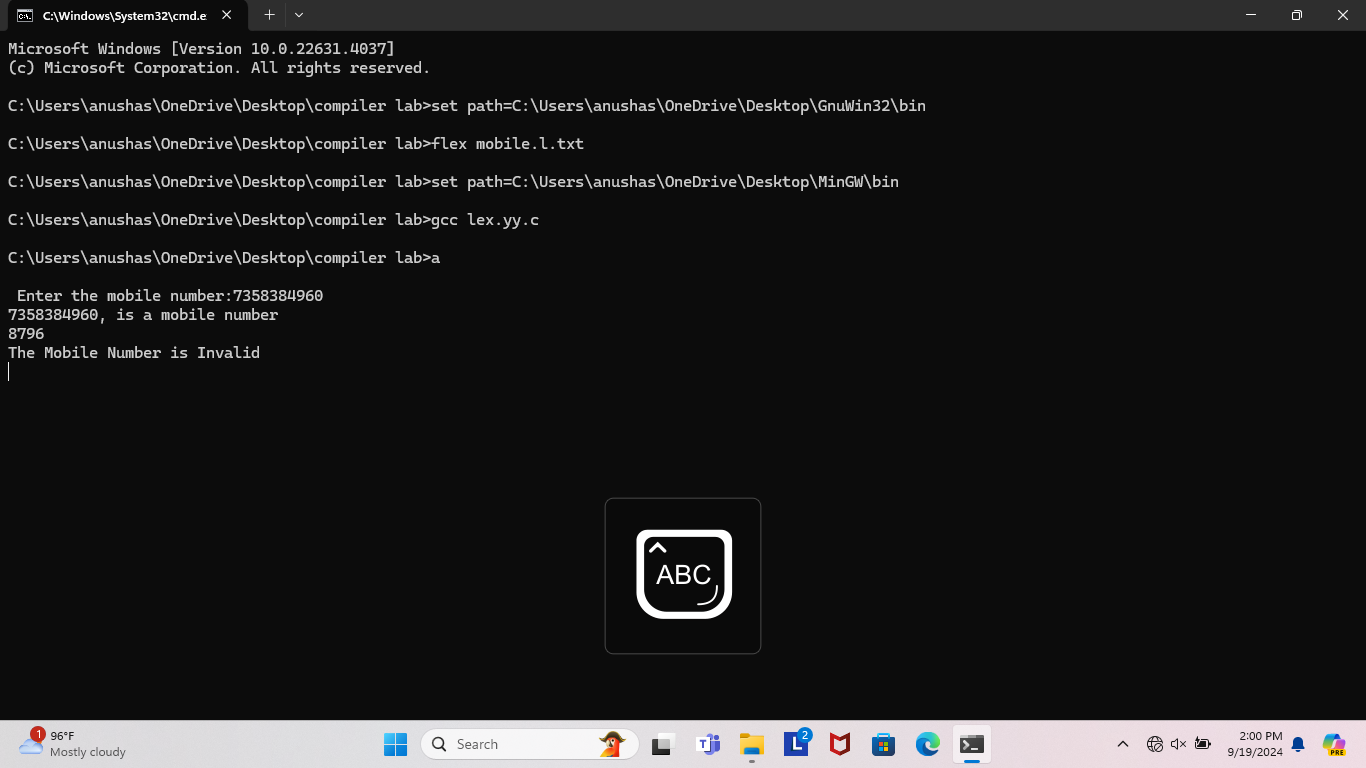 C:\Windows\System32\cmd.e
Microsoft Windows [Version 10.0.22631.4037]
(c) Microsoft Corporation. All rights reserved.
C:\Users\anushas\OneDrive\Desktop\compiler lab>set path=C:\Users\anushas\OneDrive\Desktop\GnuWin32\bin
C:\Users\anushas\OneDrive\Desktop\compiler lab>flex mobile.l.txt
C:\Users\anushas\OneDrive\Desktop\compiler lab>set path=C:\Users\anushas\OneDrive\Desktop\MinGW\bin
C:\Users\anushas\OneDrive\Desktop\compiler lab>gcc lex.yy.c
C:\Users\anushas\OneDrive\Desktop\compiler lab>a
Enter the mobile number:7358384960
7358384960, is a mobile number
8796
The Mobile Number is Invalid
ABC
1
96°F
Mostly cloudy
Search
T
L
2
2:00 PM
9/19/2024
PRE